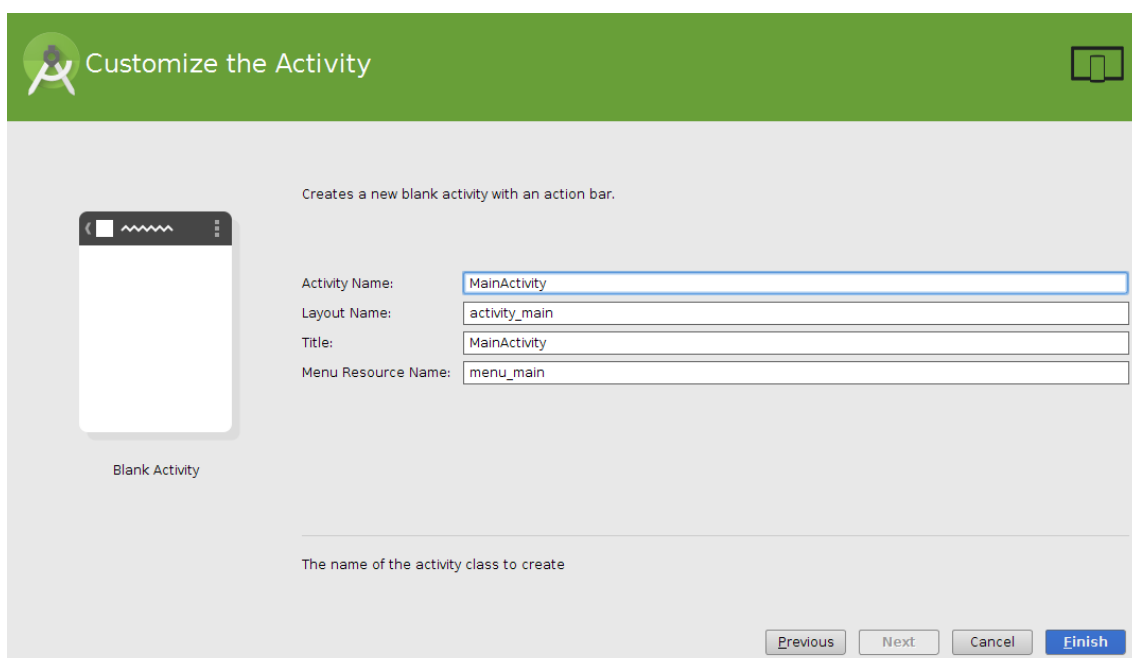 Customize the Activity
Creates a new blank activity with an action bar.
Activity Name: MainActivity
Layout Name: activity_main
Title: MainActivity
Menu Resource Name: menu_main
Blank Activity
The name of the activity class to create
Previous Next Cancel Finish